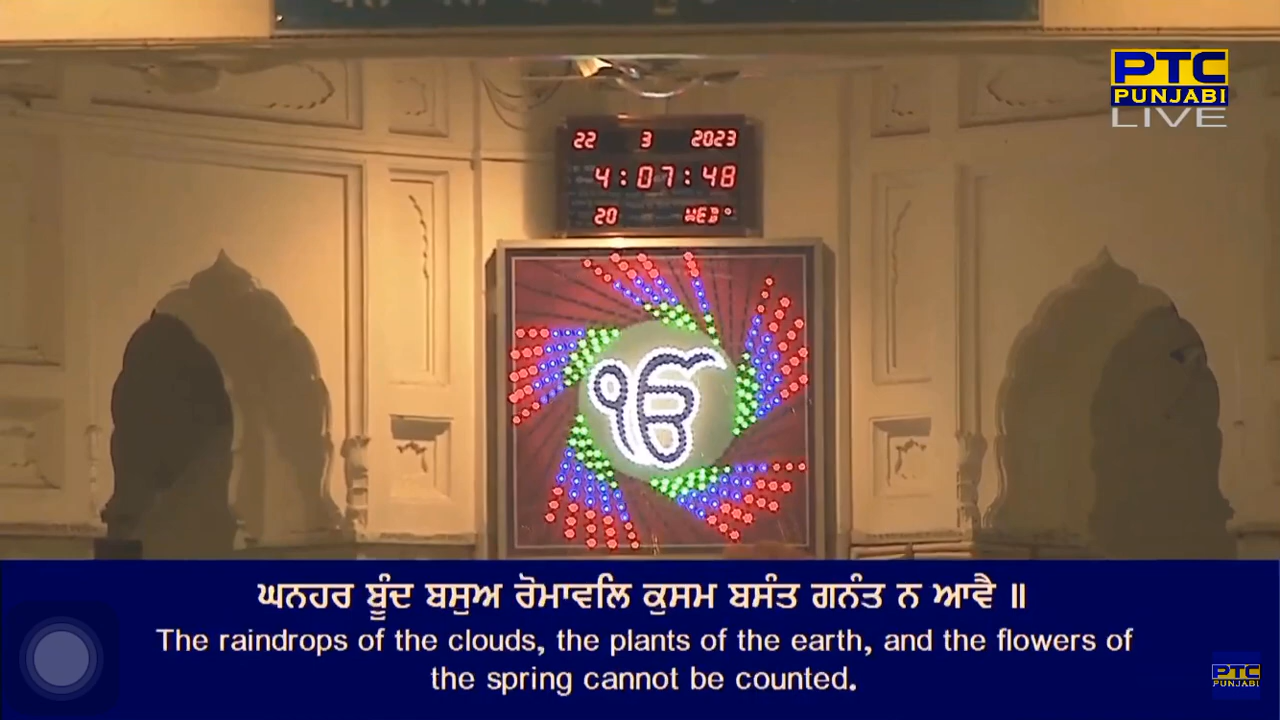 PTC
PUNJABI
LIVE
22 3 2023
4:07:48
20 WED°
ੴ
ਘਨਹਰ ਬੂੰਦ ਬਸੁਅ ਰੋਮਾਵਲਿ ਕੁਸਮ ਬਸੰਤ ਗਨੰਤ ਨ ਆਵੈ ॥
The raindrops of the clouds, the plants of the earth, and the flowers of
the spring cannot be counted.
PTC
PUNJABI